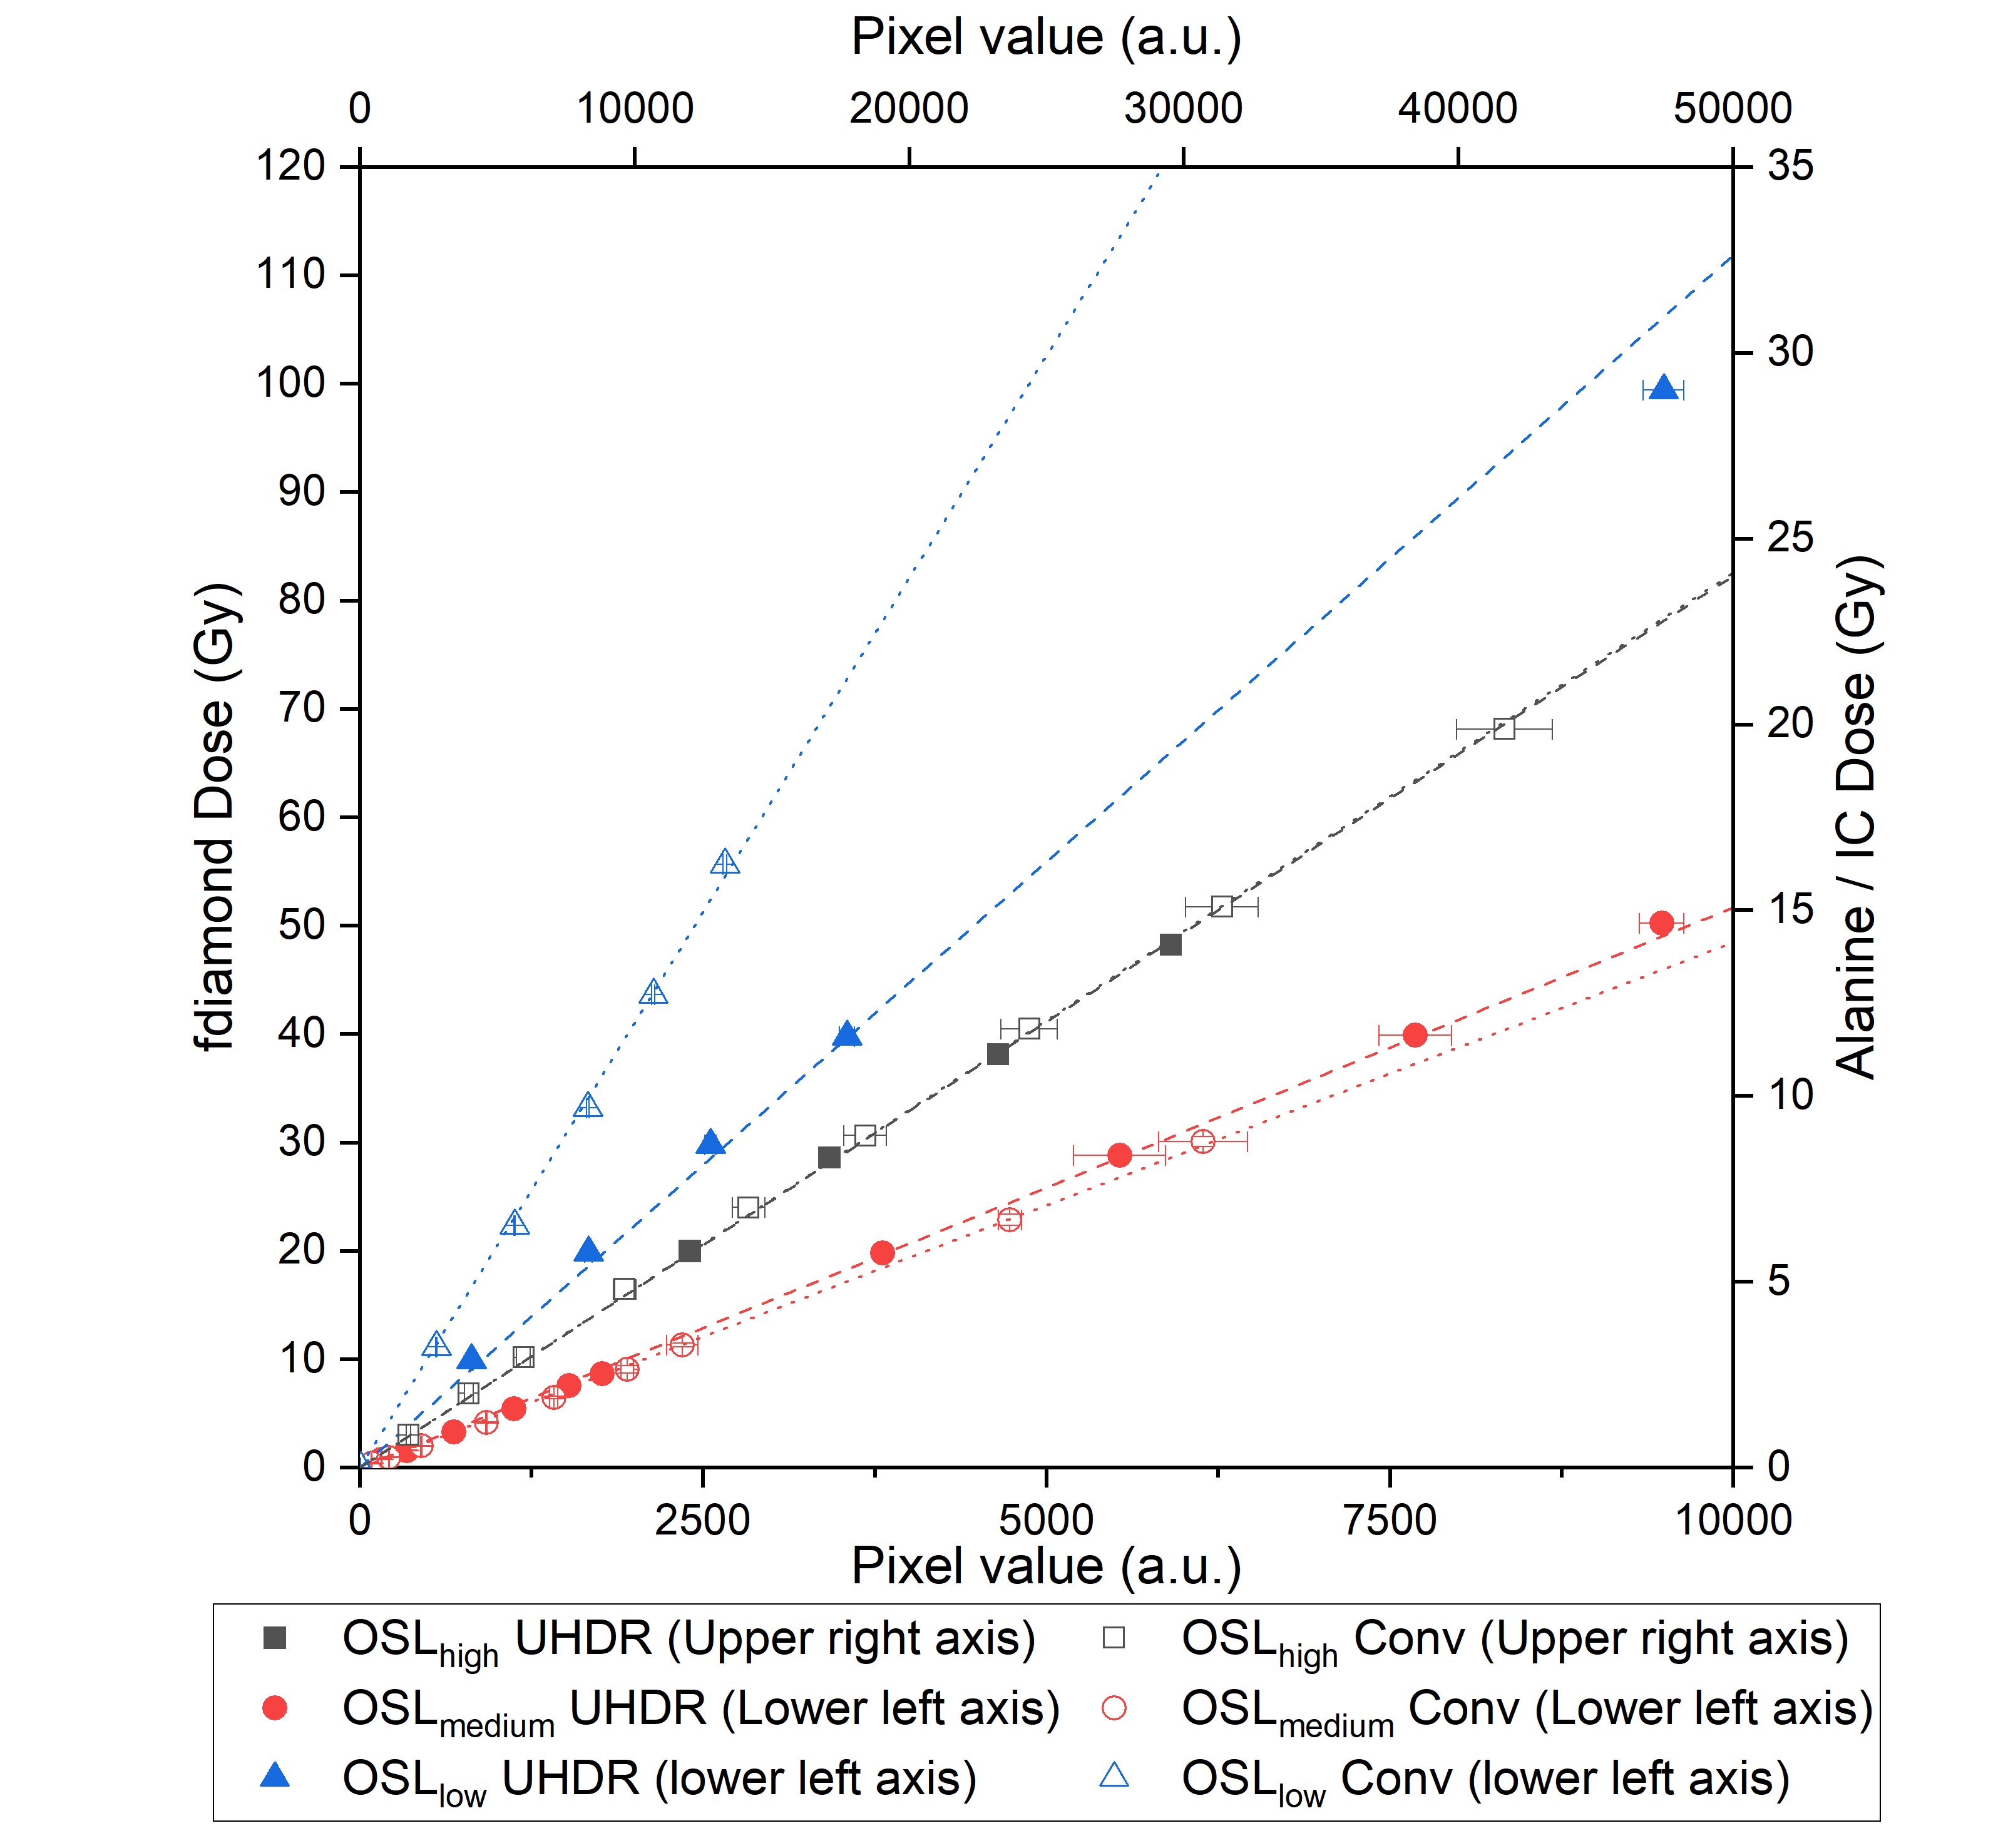 Pixel value (a.u.)
0 10000 20000 30000 40000 50000
120 35
110
100 30
90
80 25
70 20
60
50 15
40
30 10
20 5
10
0 0
fdiamond Dose (Gy)
Alanine / IC Dose (Gy)
0 2500 5000 7500 10000
Pixel value (a.u.)
OSLhigh UHDR (Upper right axis) OSLhigh Conv (Upper right axis)
OSLmedium UHDR (Lower left axis) OSLmedium Conv (Lower left axis)
OSLlow UHDR (lower left axis) OSLlow Conv (lower left axis)